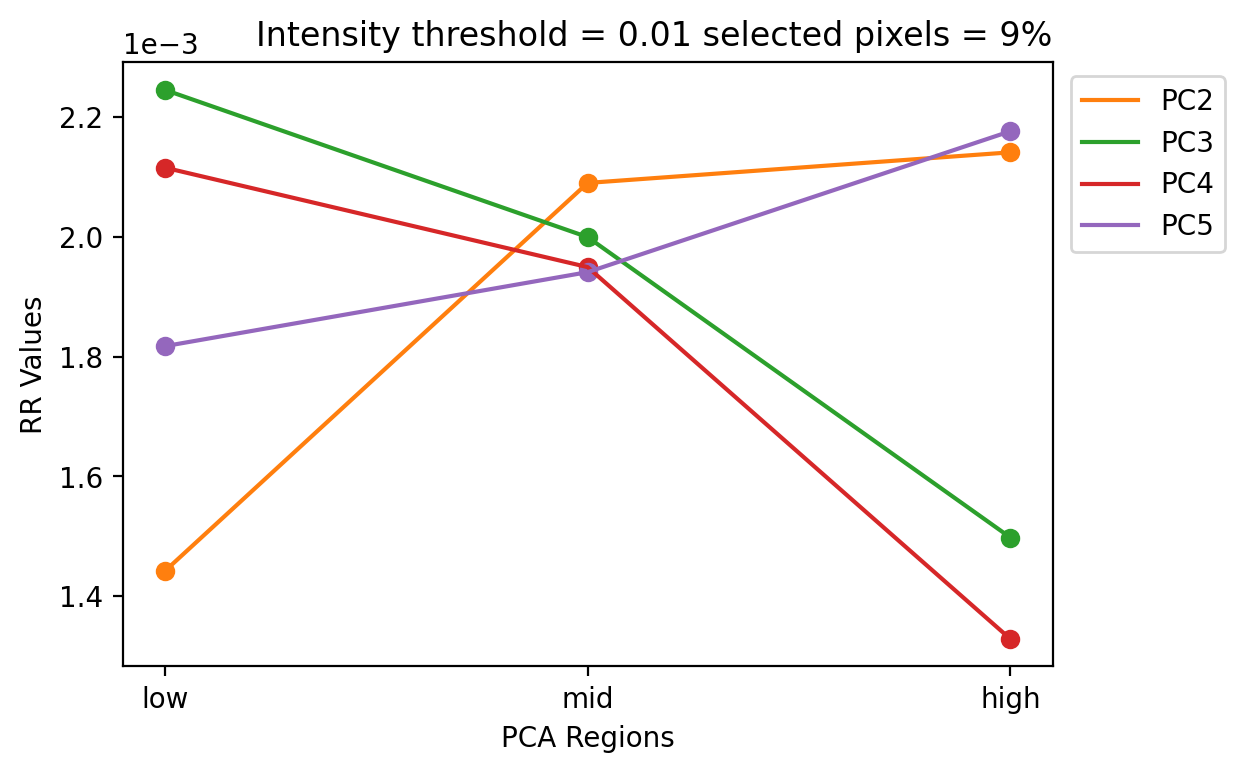 Intensity threshold = 0.01 selected pixels = 9%
1e−3
2.2
2.0
1.8
1.6
1.4
RR Values
low
mid
high
PCA Regions
PC2
PC3
PC4
PC5